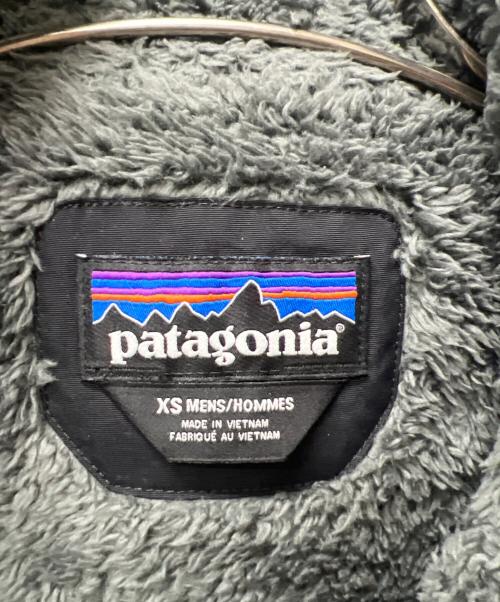 patagonia®
XS MENS/HOMMES
MADE IN VIETNAM
FABRIQUÉ AU VIETNAM